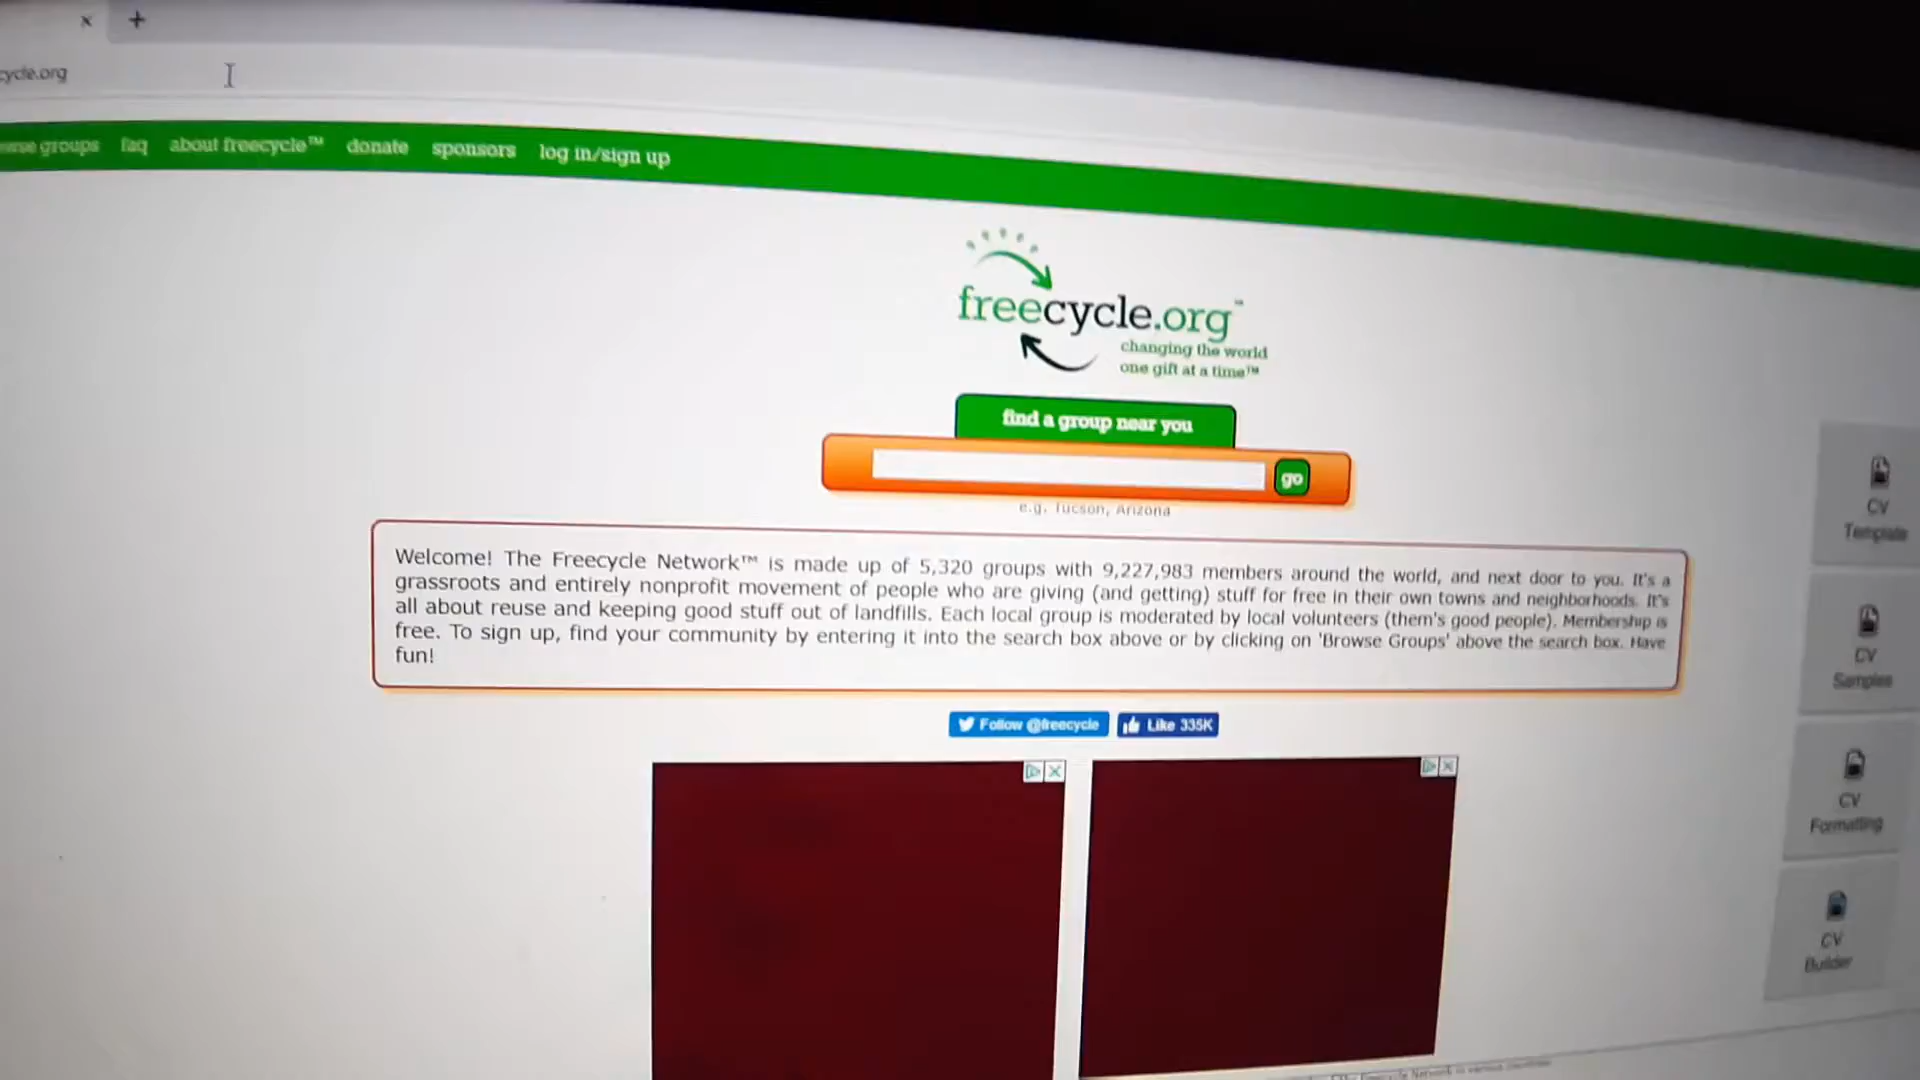 cycle.org
groups faq about freecycle™ donate sponsors log in/sign up
freecycle.org™
changing the world
one gift at a time™
find a group near you
go
e.g. Tucson, Arizona
Welcome! The Freecycle Network™ is made up of 5,320 groups with 9,227,983 members around the world, and next door to you. It's a
grassroots and entirely nonprofit movement of people who are giving (and getting) stuff for free in their own towns and neighborhoods. It's
all about reuse and keeping good stuff out of landfills. Each local group is moderated by local volunteers (them's good people). Membership is
free. To sign up, find your community by entering it into the search box above or by clicking on 'Browse Groups' above the search box. Have
fun!
Follow @freecycle
Like 335K
CV
Template
CV
Samples
CV
Formatting
CV
Builder